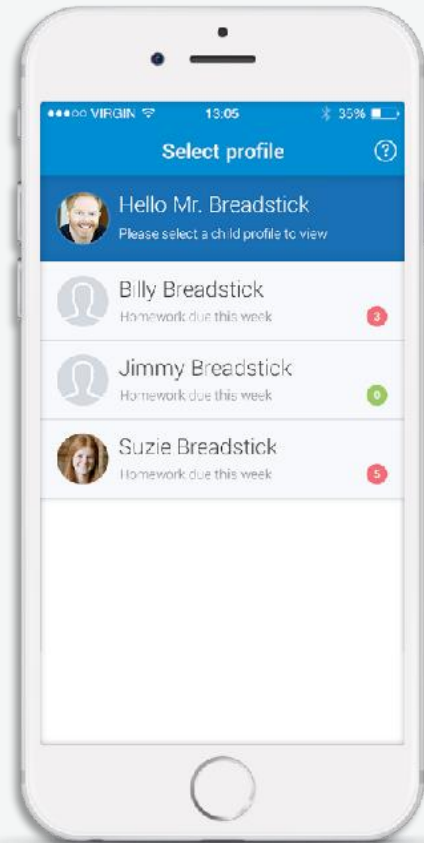 VIRGIN 13:05 35%
Select profile ?
Hello Mr. Breadstick
Please select a child profile to view
Billy Breadstick
Homework due this week 3
Jimmy Breadstick
Homework due this week 0
Suzie Breadstick
Homework due this week 5